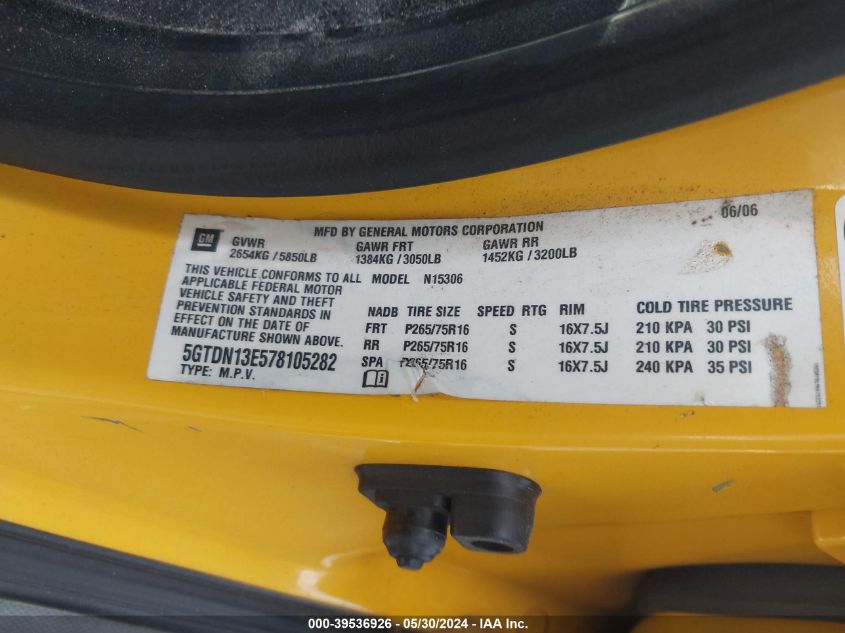 06/06
MFD BY GENERAL MOTORS CORPORATION
GM
GVWR GAWR FRT GAWR RR
2654KG / 5850LB 1384KG / 3050LB 1452KG / 3200LB
THIS VEHICLE CONFORMS TO ALL MODEL N15306
APPLICABLE FEDERAL MOTOR
VEHICLE SAFETY AND THEFT
PREVENTION STANDARDS IN
EFFECT ON THE DATE OF
MANUFACTURE SHOWN ABOVE.
5GTDN13E578105282
TYPE: M.P.V.
NADB TIRE SIZE SPEED RTG RIM COLD TIRE PRESSURE
FRT P265/75R16 S 16X7.5J 210 KPA 30 PSI
RR P265/75R16 S 16X7.5J 210 KPA 30 PSI
SPA P265/75R16 S 16X7.5J 240 KPA 35 PSI
000-39536926 - 05/30/2024 - IAA Inc.